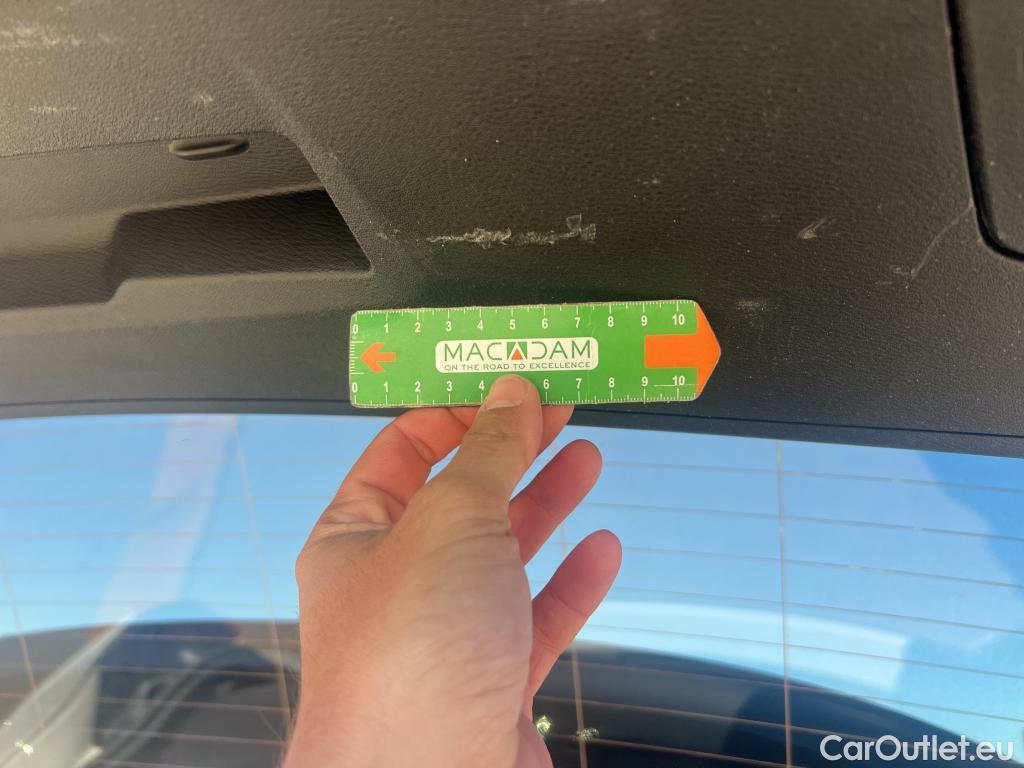 0 1 2 3 4 5 6 7 8 9 10
MACADAM
ON THE ROAD TO EXCELLENCE
0 1 2 3 4 6 7 8 9 10
CarOutlet.eu